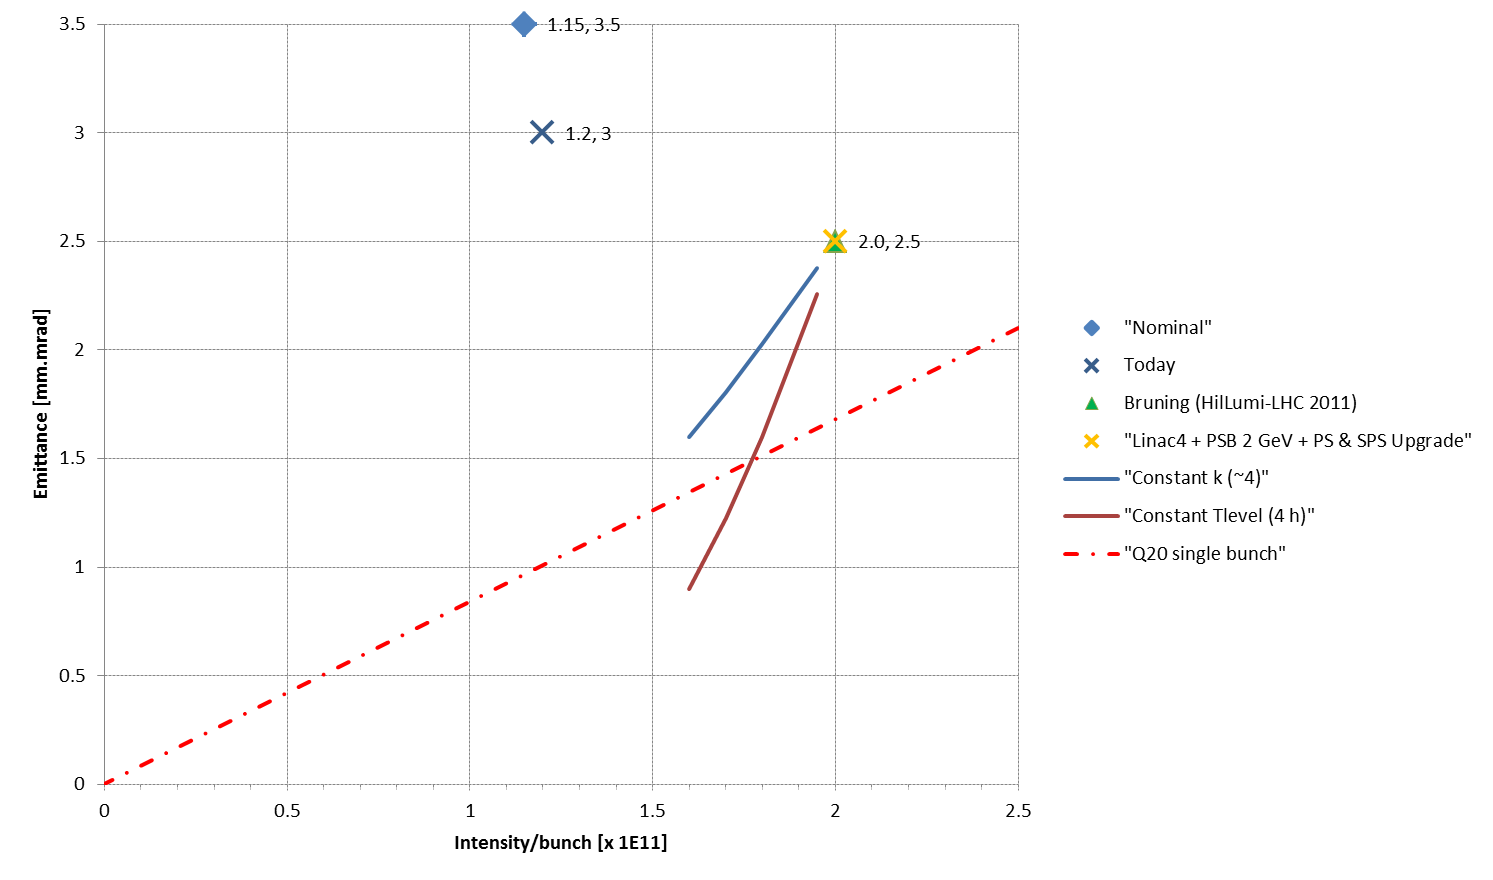 3.5
1.15, 3.5
3
1.2, 3
2.5
2.0, 2.5
2
1.5
1
0.5
0
Emittance [mm.mrad]
0
0.5
1
1.5
2
2.5
Intensity/bunch [x 1E11]
"Nominal"
Today
Bruning (HilLumi-LHC 2011)
"Linac4 + PSB 2 GeV + PS & SPS Upgrade"
"Constant k (~4)"
"Constant Tlevel (4 h)"
"Q20 single bunch"